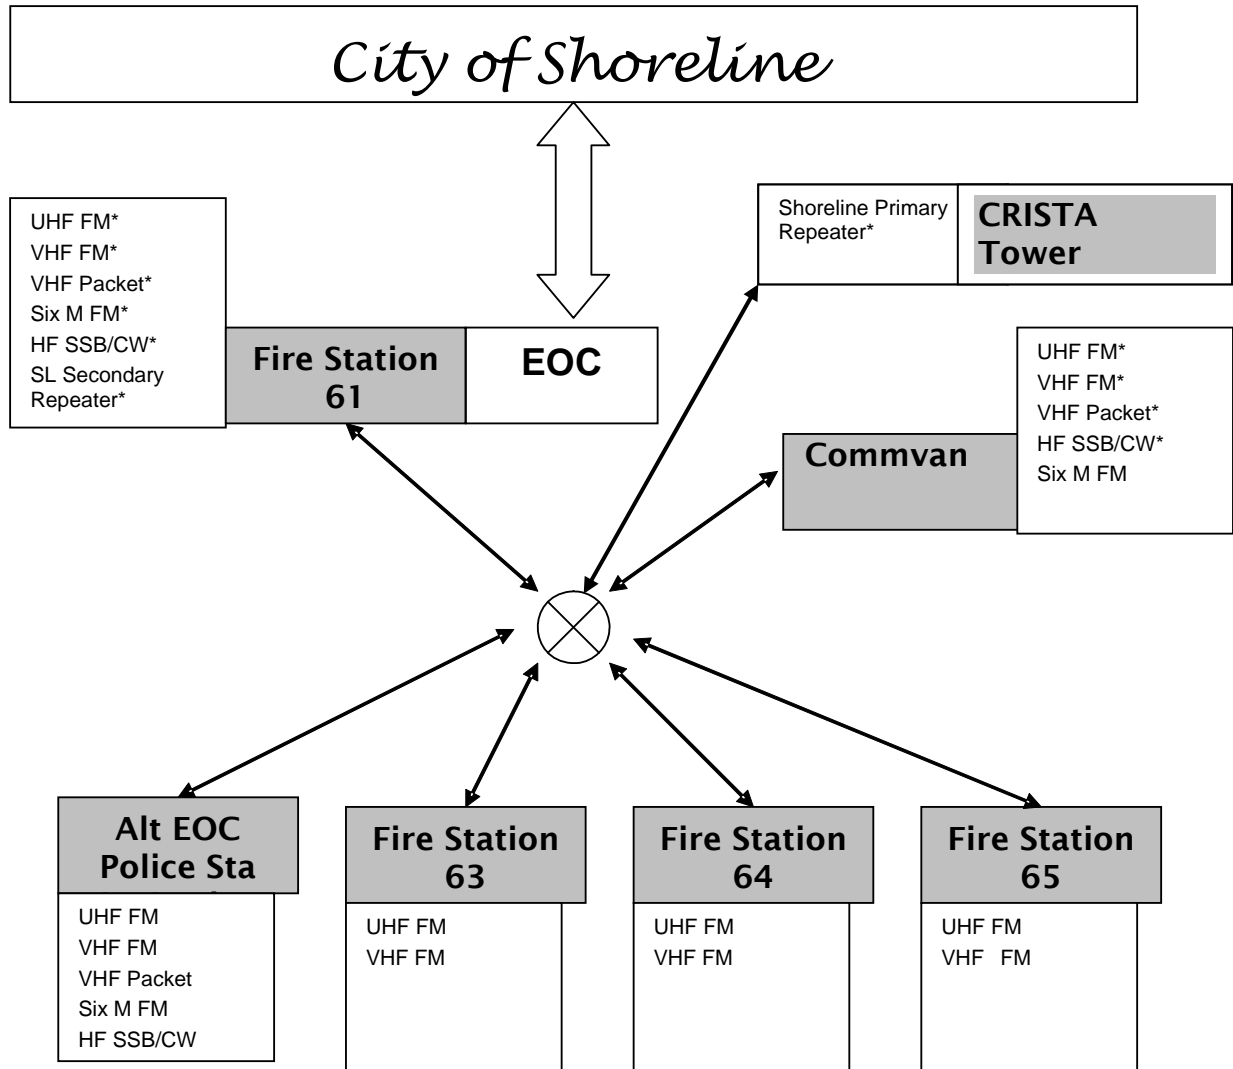 City of Shoreline
Shoreline Primary
Repeater*
CRISTA
Tower
UHF FM*
VHF FM*
VHF Packet*
Six M FM*
HF SSB/CW*
SL Secondary
Repeater*
Fire Station
61
EOC
UHF FM*
VHF FM*
VHF Packet*
HF SSB/CW*
Six M FM
Commvan
Alt EOC
Police Sta
UHF FM
VHF FM
VHF Packet
Six M FM
HF SSB/CW
Fire Station
63
UHF FM
VHF FM
Fire Station
64
UHF FM
VHF FM
Fire Station
65
UHF FM
VHF FM